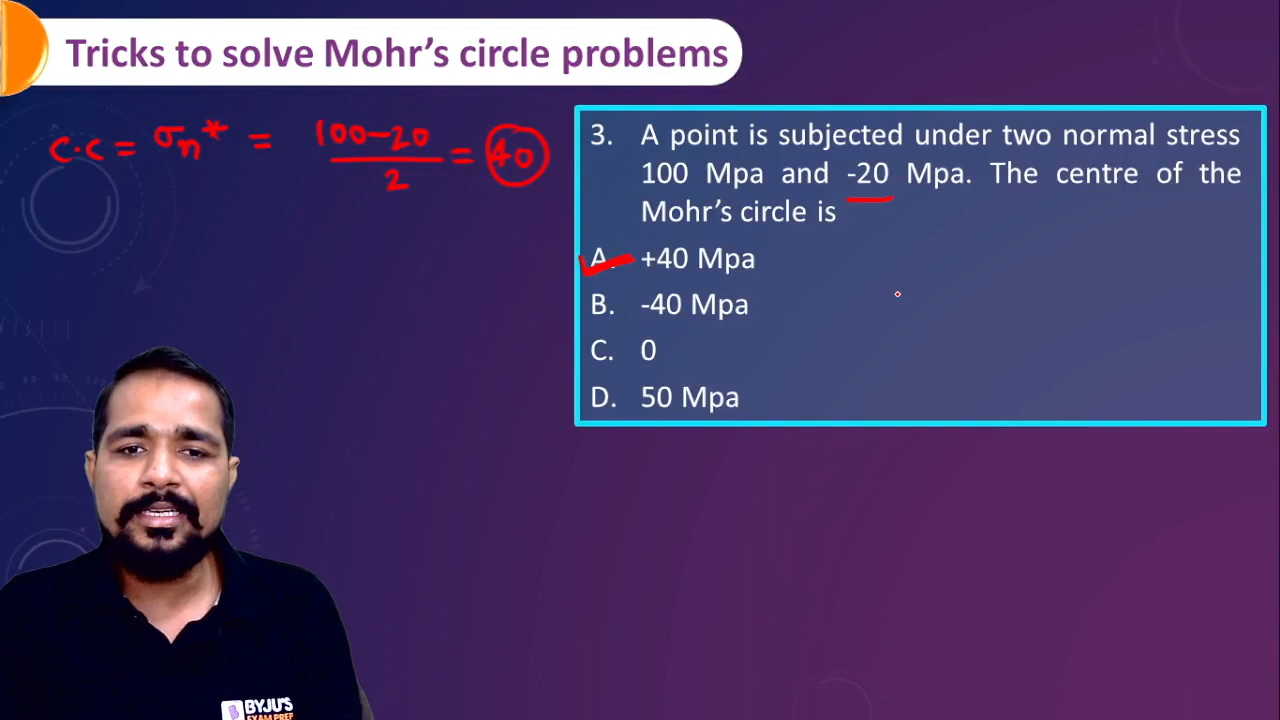 Tricks to solve Mohr’s circle problems
C.C = σn* = 100-20 / 2 = 40
3. A point is subjected under two normal stress
100 Mpa and -20 Mpa. The centre of the
Mohr’s circle is
A. +40 Mpa
B. -40 Mpa
C. 0
D. 50 Mpa
BYJU'S
EXAM PREP